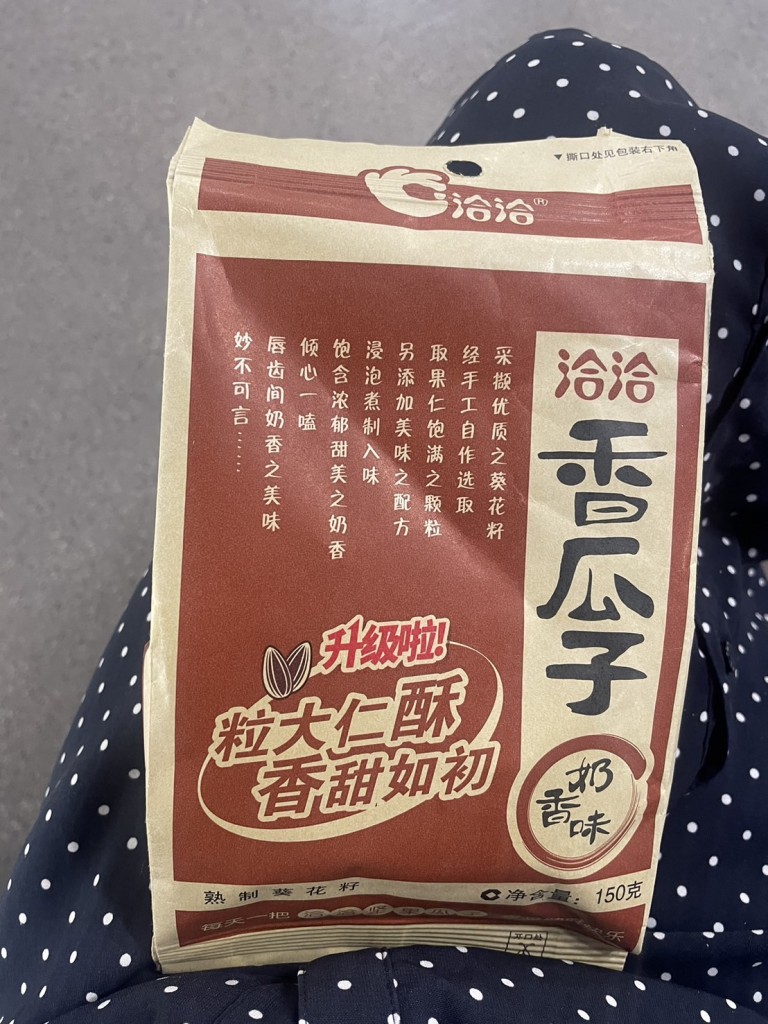 ▼撕口处见包装右下角
洽洽®
洽洽
香瓜子
奶香味
采撷优质之葵花籽
经手工自作选取
取果仁饱满之颗粒
另添加美味之配方
浸泡煮制入味
饱含浓郁甜美之奶香
倾心一嗑
唇齿间奶香之美味
妙不可言……
升级啦!
粒大仁酥
香甜如初
熟制葵花籽
净含量: 150克
每天一把